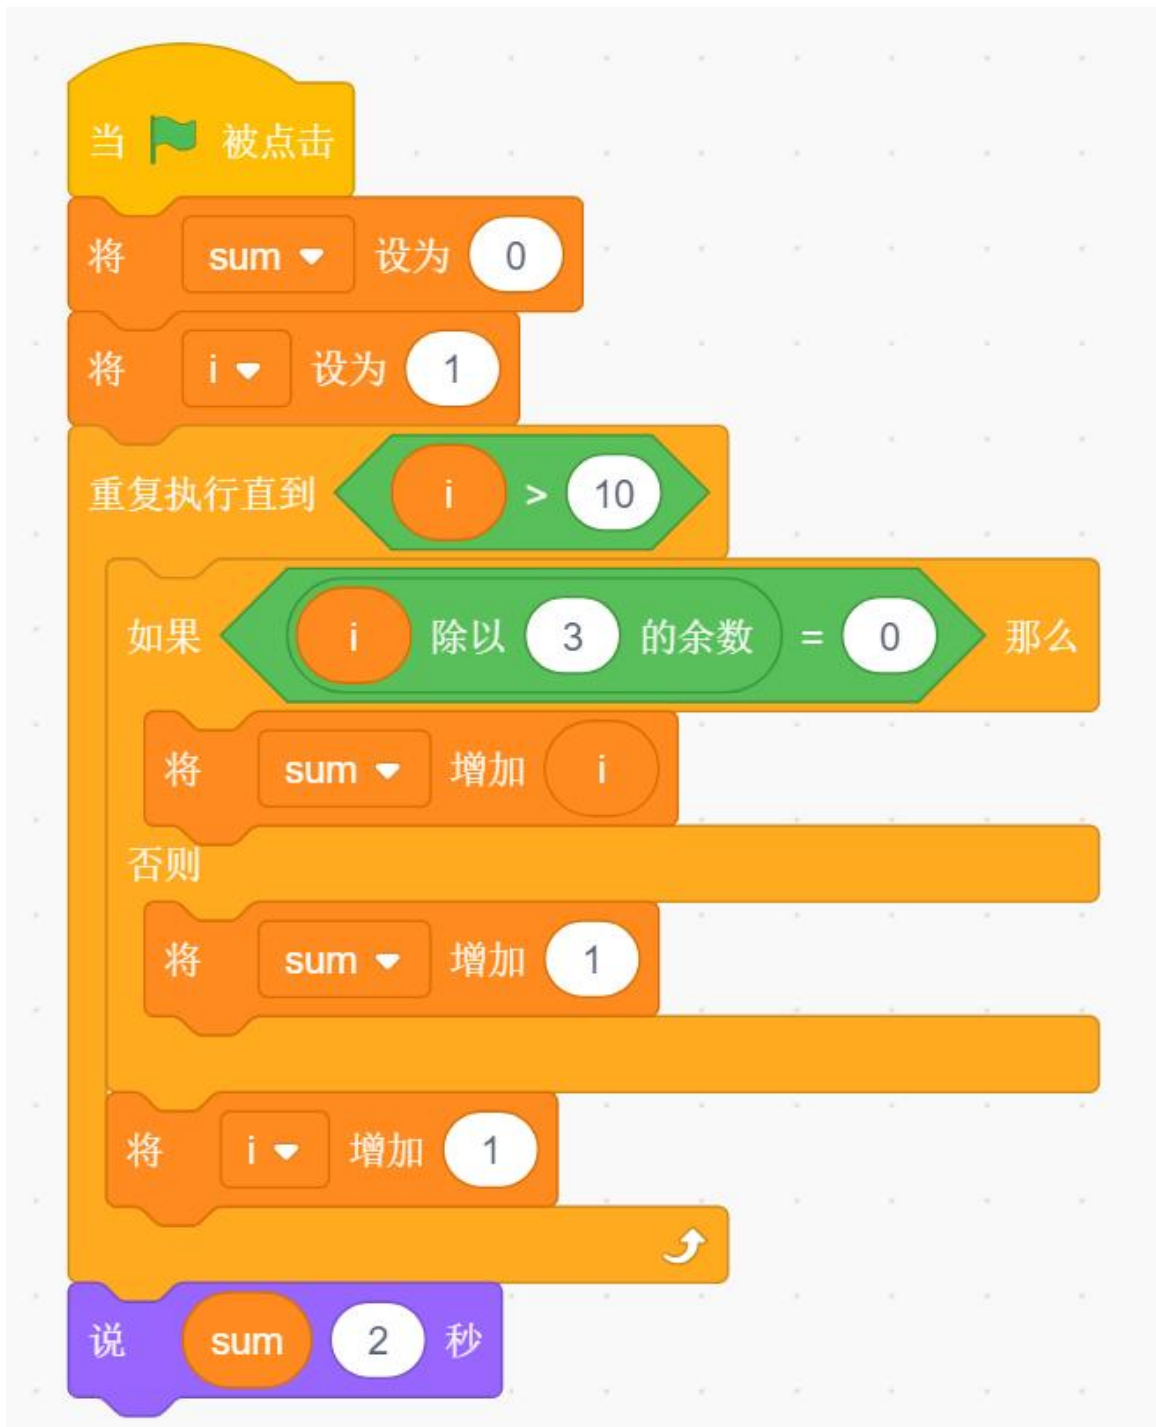 当 被点击
将 sum 设为 0
将 i 设为 1
重复执行直到 i > 10
如果 i 除以 3 的余数 = 0 那么
将 sum 增加 i
否则
将 sum 增加 1
将 i 增加 1
说 sum 2 秒